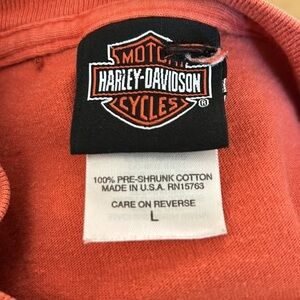 MOTOR
HARLEY-DAVIDSON
CYCLES ®
100% PRE-SHRUNK COTTON
MADE IN U.S.A. RN15763
CARE ON REVERSE
L